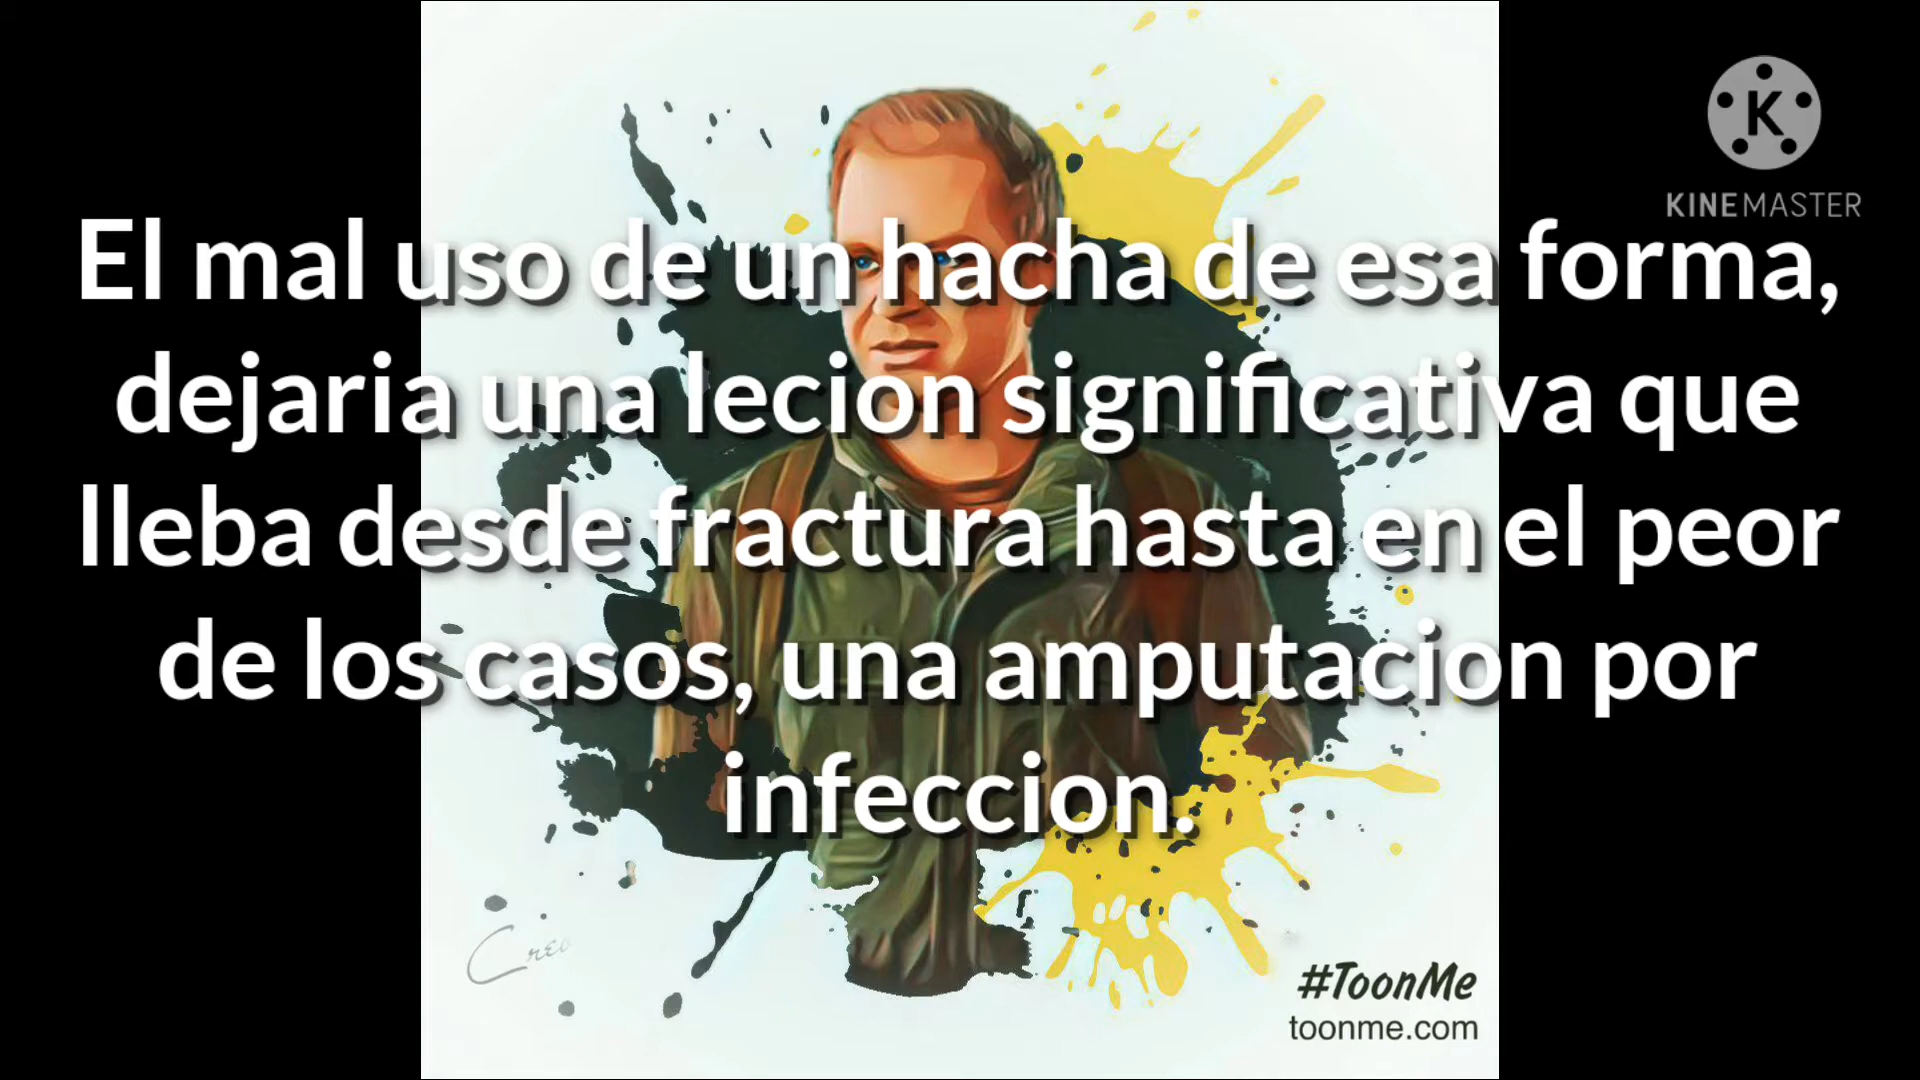 KINEMASTER
El mal uso de un hacha de esa forma,
dejaria una lecion significativa que
lleba desde fractura hasta en el peor
de los casos, una amputacion por
infeccion.
#ToonMe
toonme.com